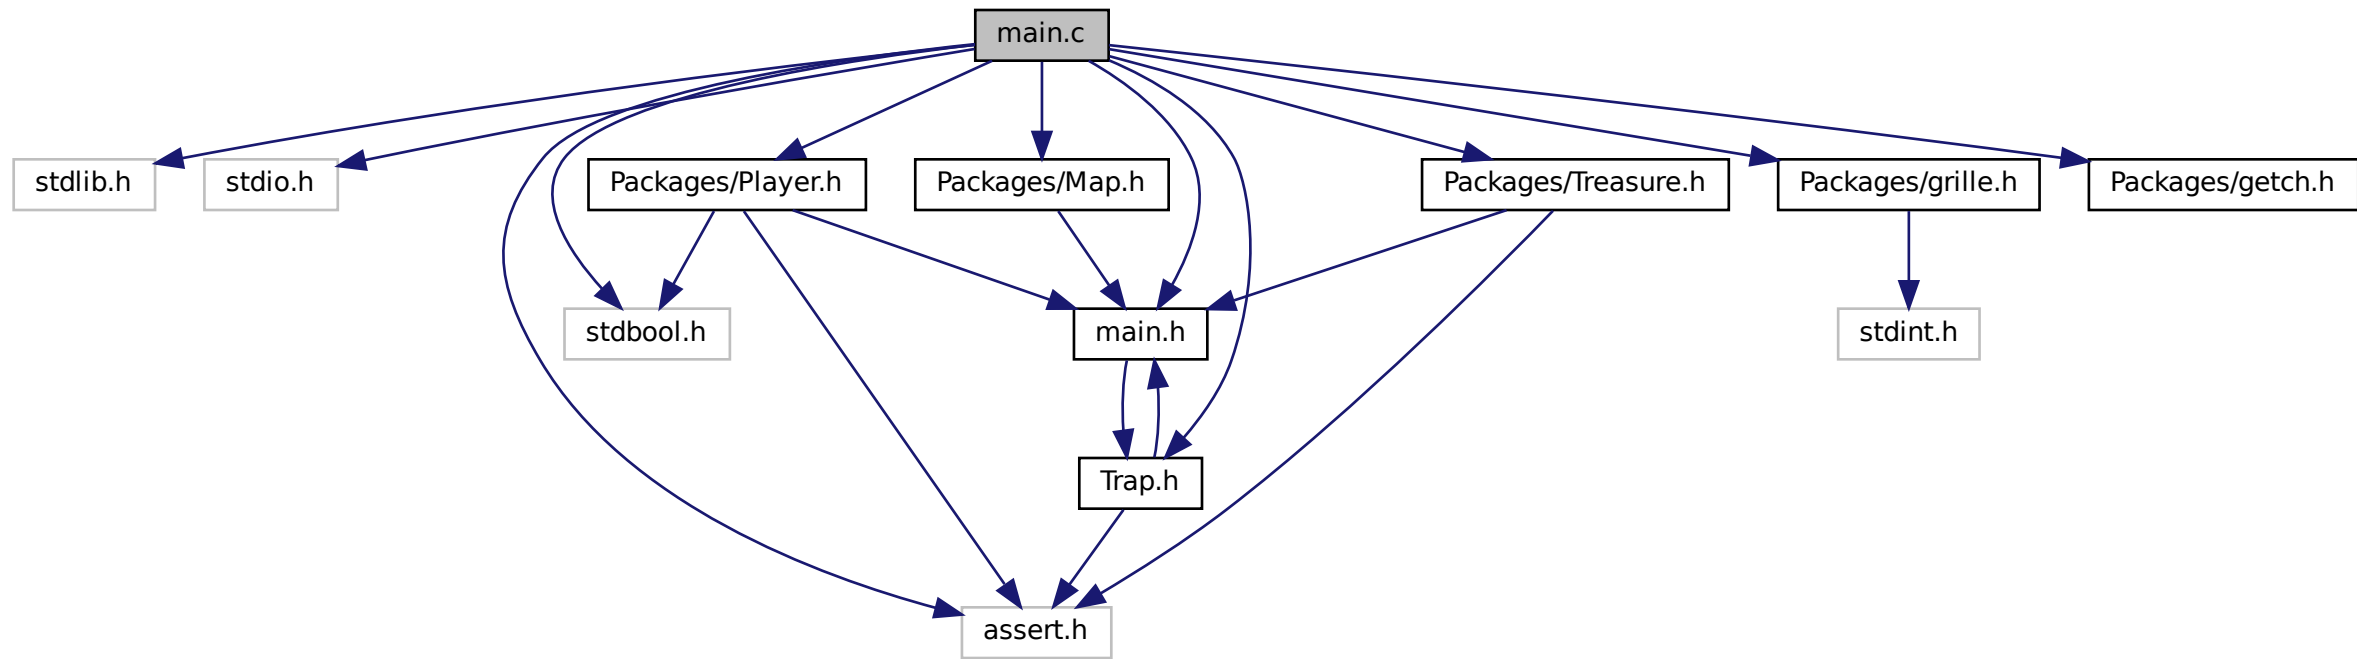 main.c
stdlib.h
stdio.h
Packages/Player.h
Packages/Map.h
Packages/Treasure.h
Packages/grille.h
Packages/getch.h
stdbool.h
main.h
stdint.h
Trap.h
assert.h